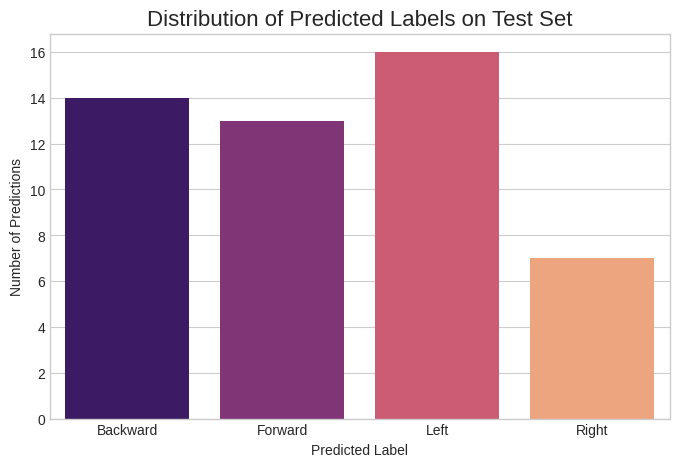 Distribution of Predicted Labels on Test Set
16
14
12
10
8
6
4
2
0
Number of Predictions
Backward Forward Left Right
Predicted Label